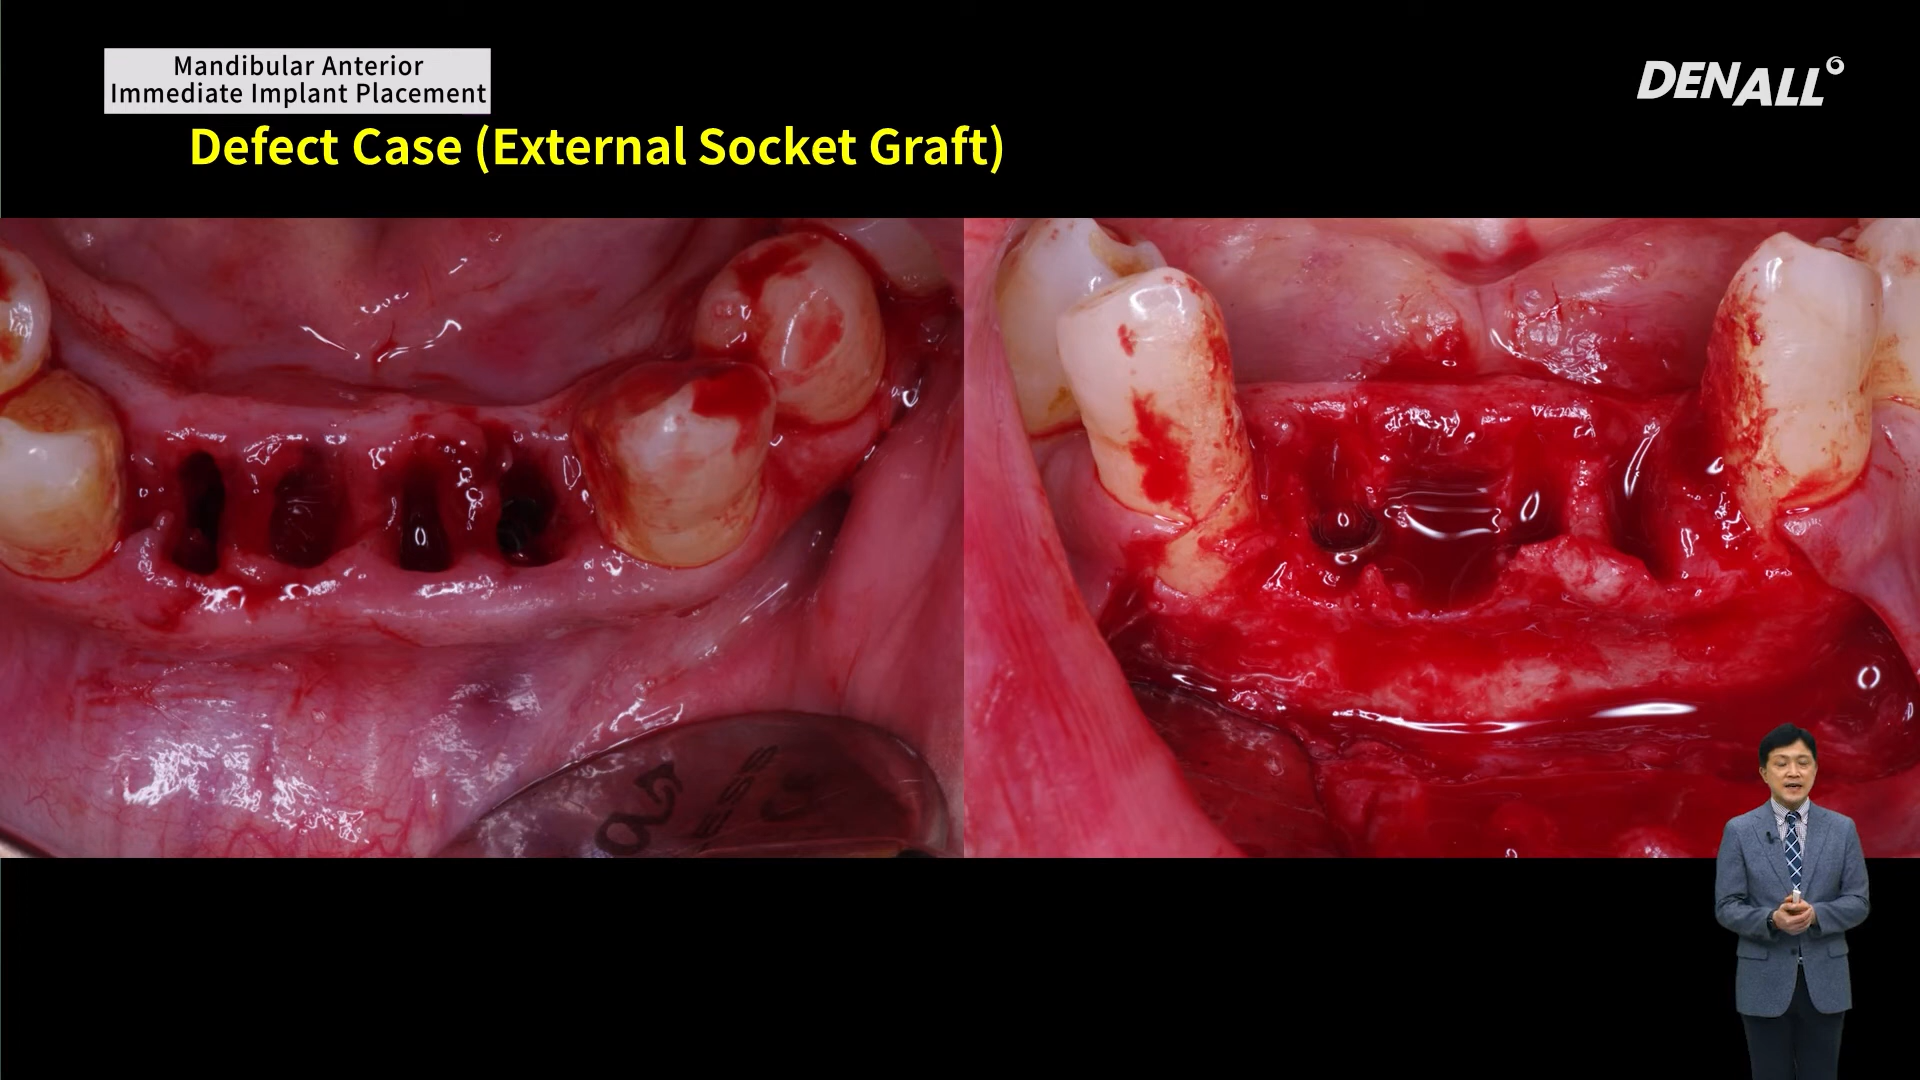 Mandibular Anterior
Immediate Implant Placement
DENALL
Defect Case (External Socket Graft)